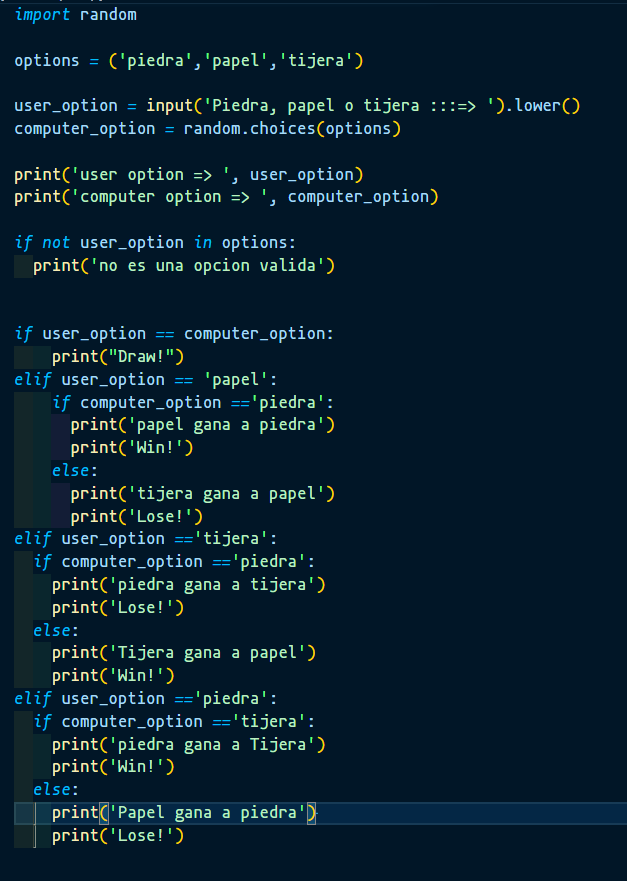 import random
options = ('piedra','papel','tijera')
user_option = input('Piedra, papel o tijera :::=> ').lower()
computer_option = random.choices(options)
print('user option => ', user_option)
print('computer option => ', computer_option)
if not user_option in options:
  print('no es una opcion valida')
if user_option == computer_option:
    print("Draw!")
elif user_option == 'papel':
    if computer_option =='piedra':
      print('papel gana a piedra')
      print('Win!')
    else:
      print('tijera gana a papel')
      print('Lose!')
elif user_option =='tijera':
  if computer_option =='piedra':
    print('piedra gana a tijera')
    print('Lose!')
  else:
    print('Tijera gana a papel')
    print('Win!')
elif user_option =='piedra':
  if computer_option =='tijera':
    print('piedra gana a Tijera')
    print('Win!')
  else:
    print('Papel gana a piedra')
    print('Lose!')